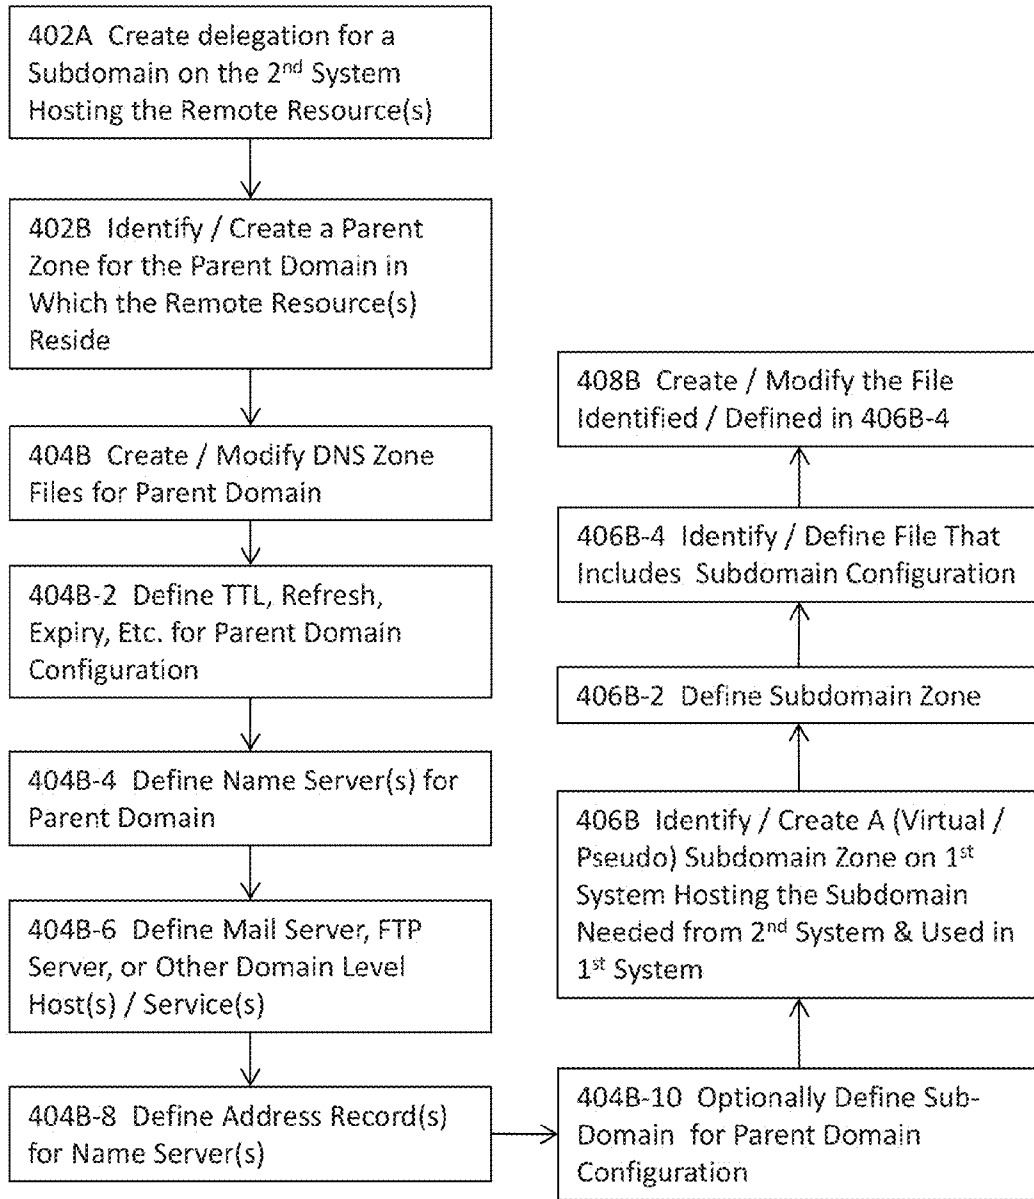 402A Create delegation for a
Subdomain on the 2nd System
Hosting the Remote Resource(s)
402B Identify / Create a Parent
Zone for the Parent Domain in
Which the Remote Resource(s)
Reside
404B Create / Modify DNS Zone
Files for Parent Domain
404B-2 Define TTL, Refresh,
Expiry, Etc. for Parent Domain
Configuration
404B-4 Define Name Server(s) for
Parent Domain
404B-6 Define Mail Server, FTP
Server, or Other Domain Level
Host(s) / Service(s)
404B-8 Define Address Record(s)
for Name Server(s)
404B-10 Optionally Define Sub-
Domain for Parent Domain
Configuration
406B Identify / Create A (Virtual /
Pseudo) Subdomain Zone on 1st
System Hosting the Subdomain
Needed from 2nd System & Used in
1st System
406B-2 Define Subdomain Zone
406B-4 Identify / Define File That
Includes Subdomain Configuration
408B Create / Modify the File
Identified / Defined in 406B-4